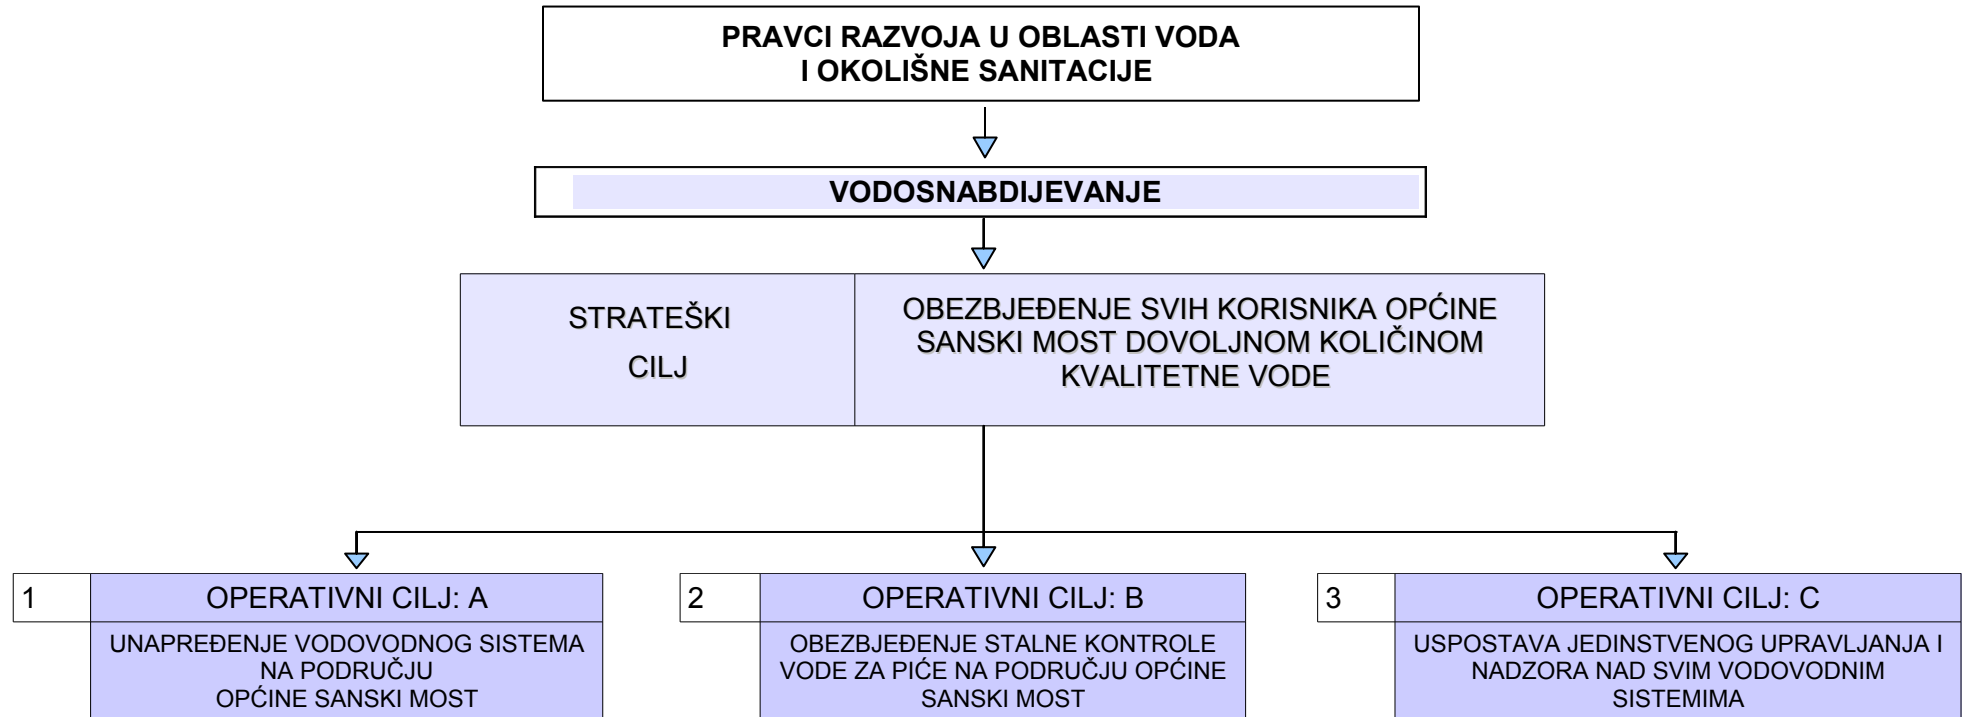 PRAVCI RAZVOJA U OBLASTI VODA
I OKOLIŠNE SANITACIJE
VODOSNABDIJEVANJE
STRATEŠKI
CILJ
OBEZBJEĐENJE SVIH KORISNIKA OPĆINE
SANSKI MOST DOVOLJNOM KOLIČINOM
KVALITETNE VODE
1
OPERATIVNI CILJ: A
UNAPREĐENJE VODOVODNOG SISTEMA
NA PODRUČJU
OPĆINE SANSKI MOST
2
OPERATIVNI CILJ: B
OBEZBJEĐENJE STALNE KONTROLE
VODE ZA PIĆE NA PODRUČJU OPĆINE
SANSKI MOST
3
OPERATIVNI CILJ: C
USPOSTAVA JEDINSTVENOG UPRAVLJANJA I
NADZORA NAD SVIM VODOVODNIM
SISTEMIMA